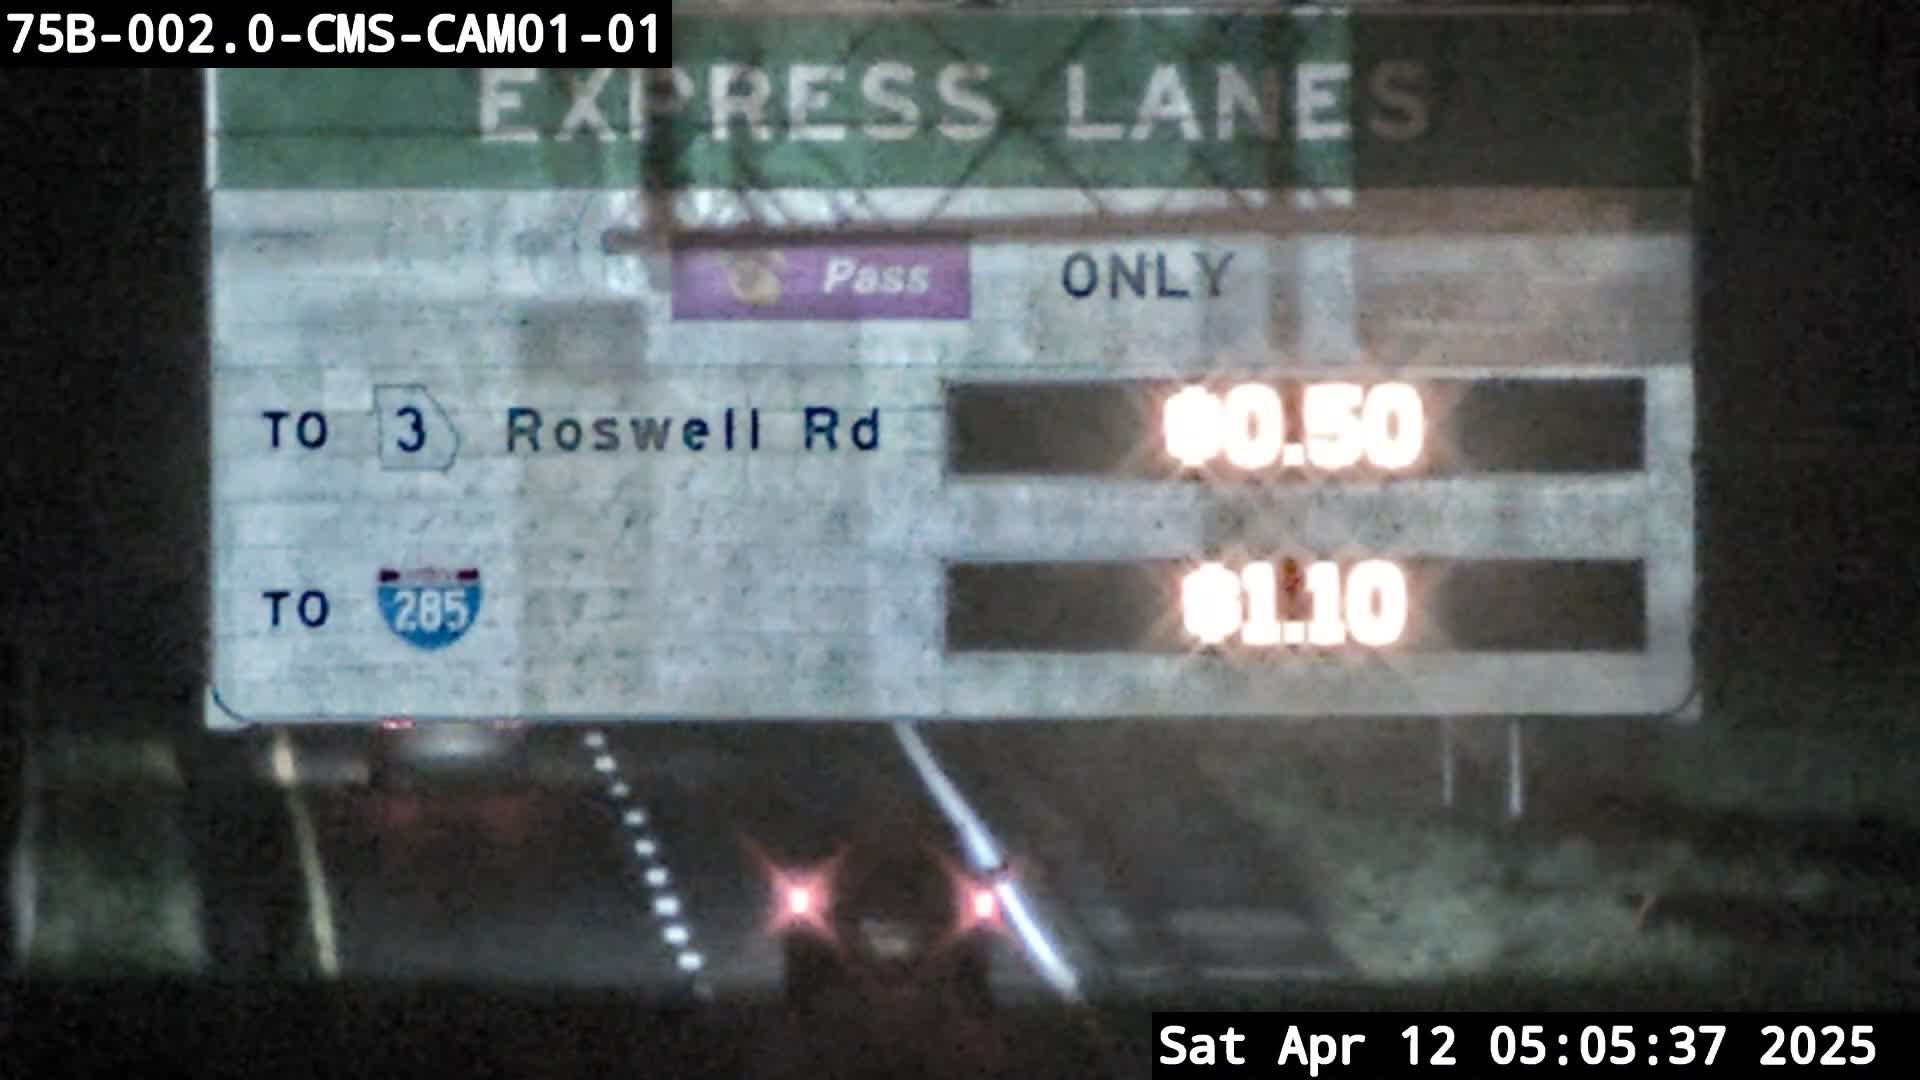 75B-002.0-CMS-CAM01-01
EXPRESS LANES
Pass ONLY
TO 3 Roswell Rd $0.50
TO 285 $1.10
Sat Apr 12 05:05:37 2025